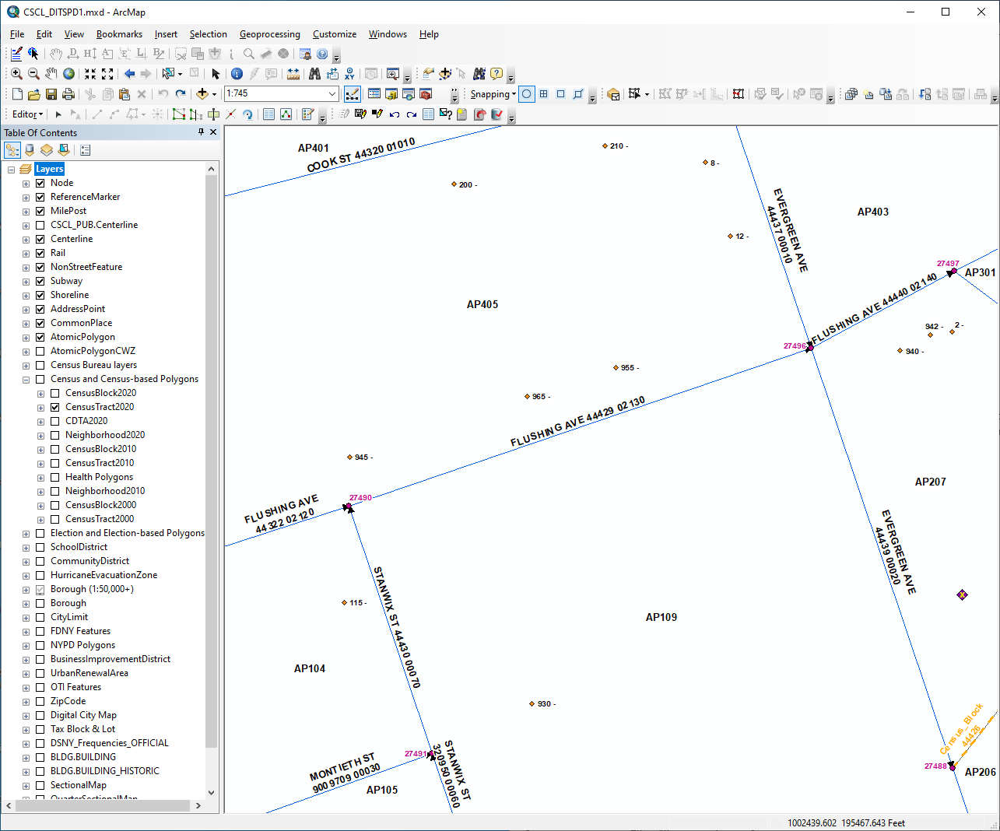 CSCL_DITSPD1.mxd - ArcMap
File Edit View Bookmarks Insert Selection Geoprocessing Customize Windows Help
1:745
Snapping
Editor
Table Of Contents
Layers
Node
ReferenceMarker
MilePost
CSCL_PUB.Centerline
Centerline
Rail
NonStreetFeature
Subway
Shoreline
AddressPoint
CommonPlace
AtomicPolygon
AtomicPolygonCWZ
Census Bureau layers
Census and Census-based Polygons
CensusBlock2020
CensusTract2020
CDTA2020
Neighborhood2020
CensusBlock2010
CensusTract2010
Health Polygons
Neighborhood2010
CensusBlock2000
CensusTract2000
Election and Election-based Polygons
SchoolDistrict
CommunityDistrict
HurricaneEvacuationZone
Borough (1:50,000+)
Borough
CityLimit
FDNY Features
NYPD Polygons
BusinessImprovementDistrict
UrbanRenewalArea
OTI Features
ZipCode
Digital City Map
Tax Block & Lot
DSNY_Frequencies_OFFICIAL
BLDG.BUILDING
BLDG.BUILDING_HISTORIC
SectionalMap
QuarterSectionalMap
AP401
COOK ST 44320 01010
210 -
8 -
200 -
EVERGREEN AVE
44437 00010
AP403
12 -
27497
AP301
AP405
FLUSHING AVE 44440 02140
942 -
2 -
27496
940 -
955 -
965 -
FLUSHING AVE 44429 02130
945 -
27490
FLUSHING AVE
44322 02120
AP207
EVERGREEN AVE
44439 00020
STANWIX ST 44430 00070
115 -
AP109
AP104
930 -
Census_Block
44426
27491
STANWIX ST
320950 00060
MONTIETH ST
9009709 00030
AP105
27488
AP206
1002439.602 195467.643 Feet